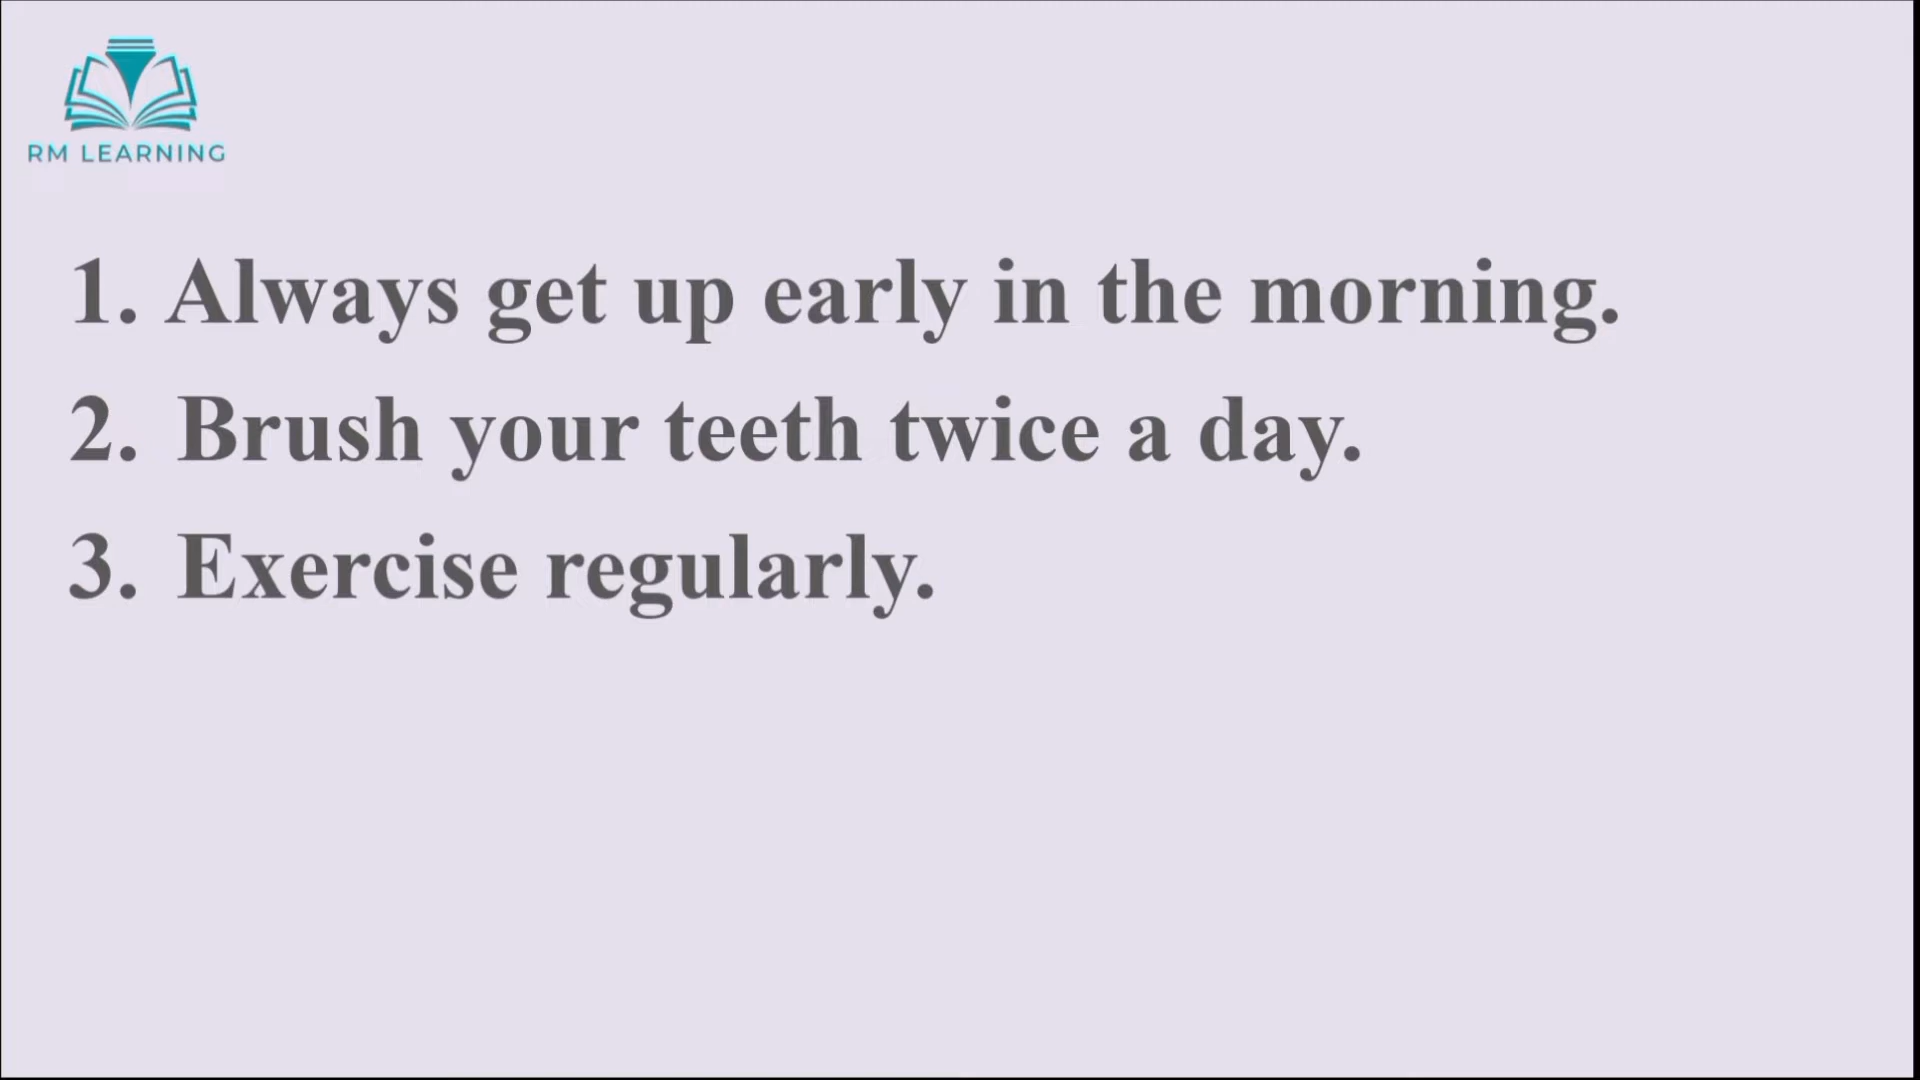 RM LEARNING
1. Always get up early in the morning.
2. Brush your teeth twice a day.
3. Exercise regularly.